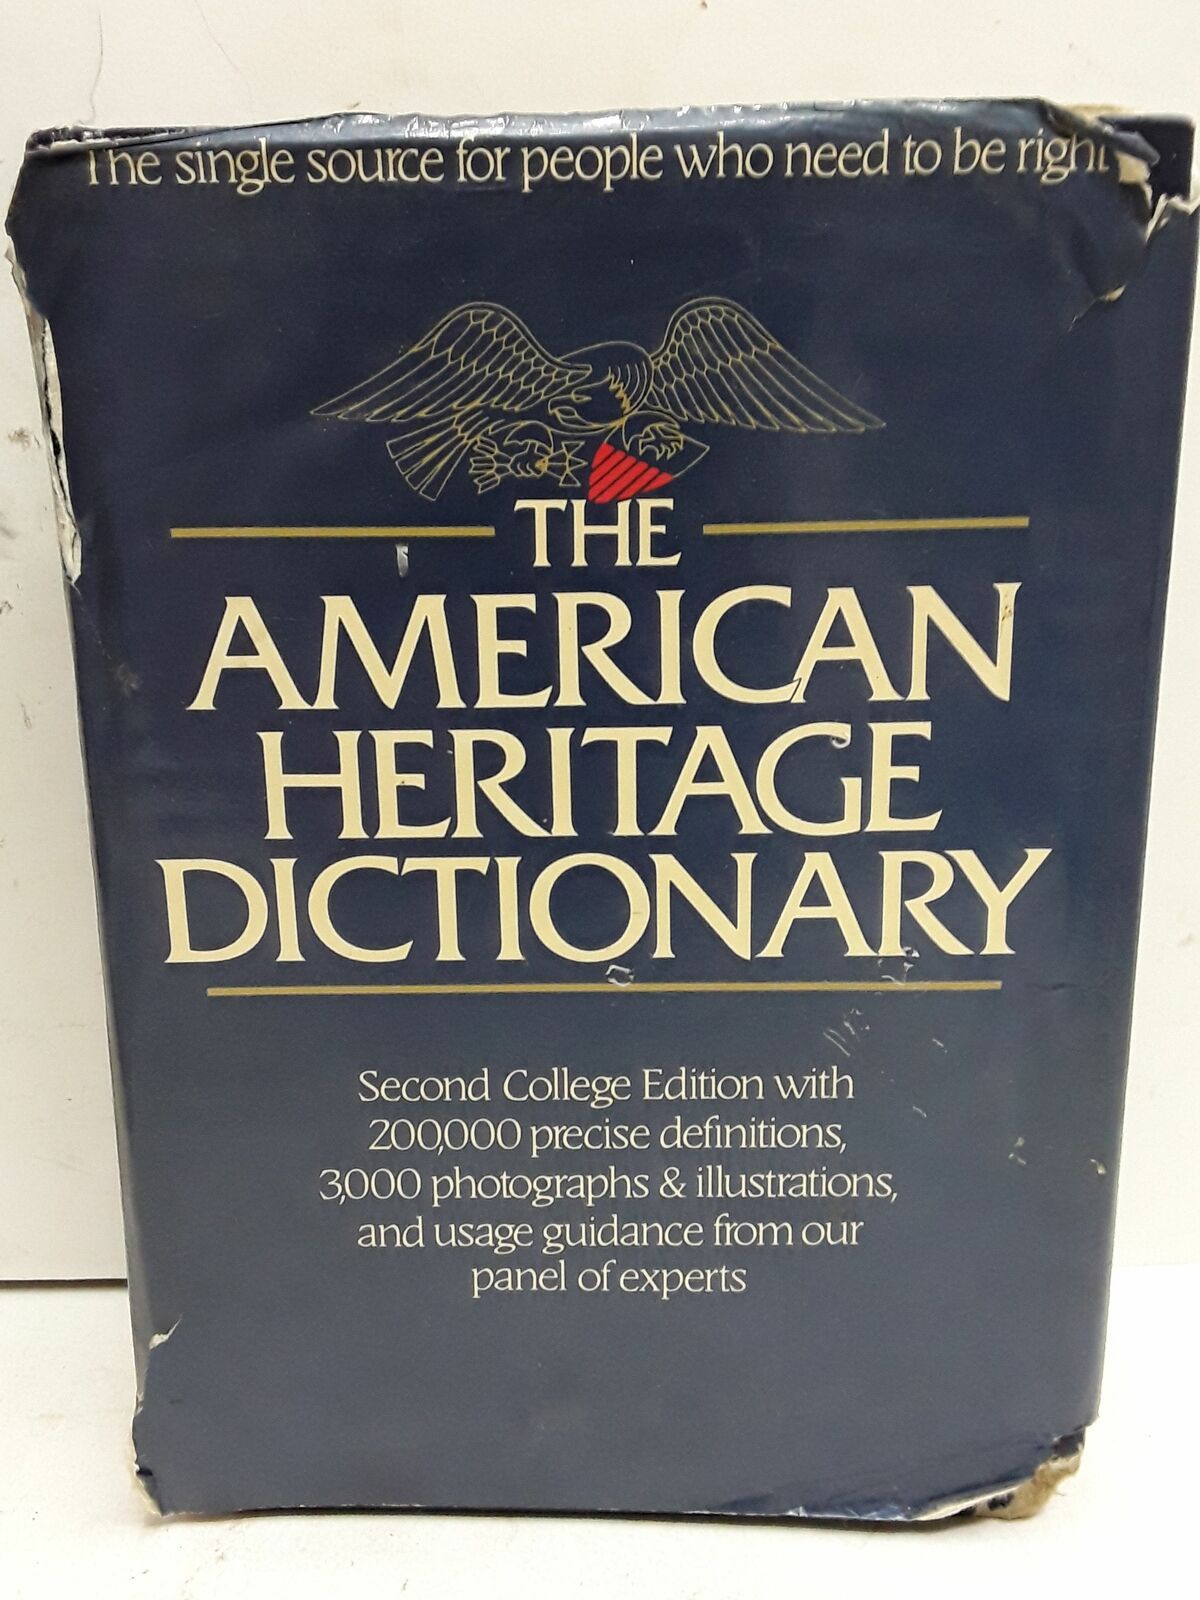 The single source for people who need to be right
THE
AMERICAN
HERITAGE
DICTIONARY
Second College Edition with
200,000 precise definitions,
3,000 photographs & illustrations,
and usage guidance from our
panel of experts